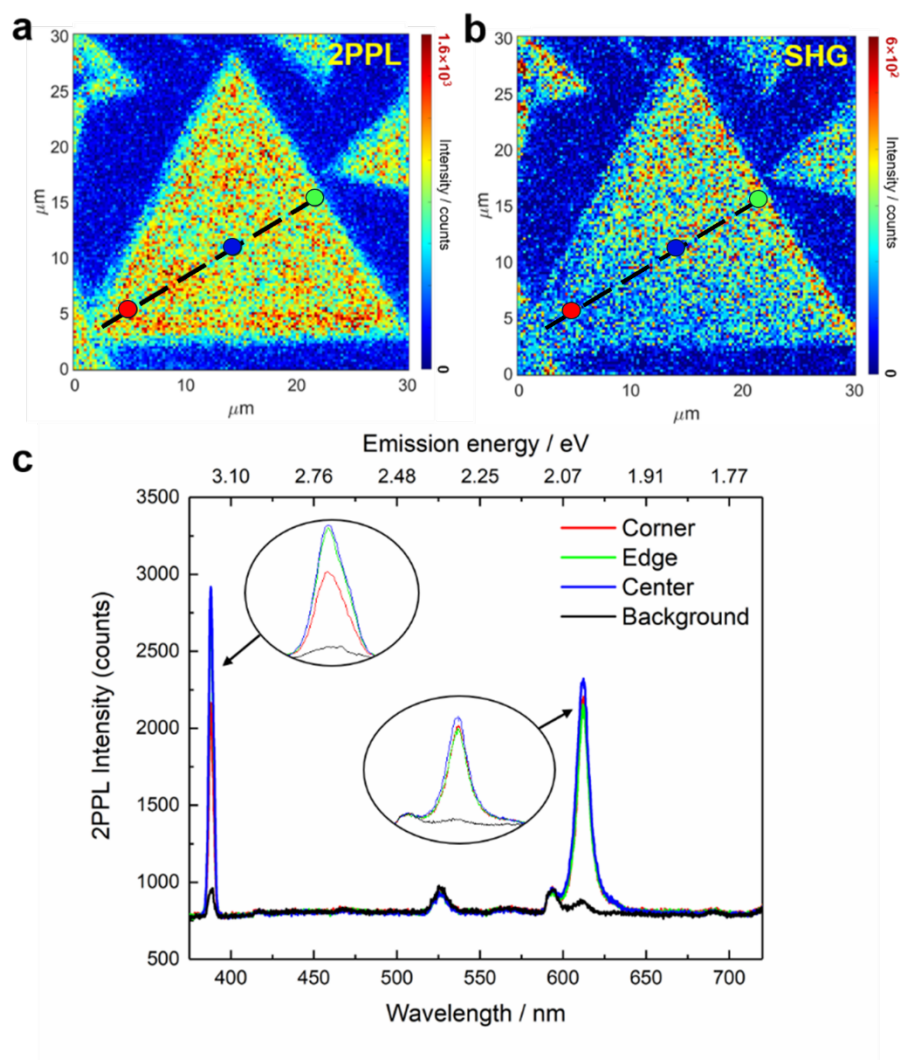 a
2PPL
30
25
20
15
10
5
0
0
10
20
30
μm
μm
1.6×10³
Intensity / counts
0
b
SHG
30
25
20
15
10
5
0
0
10
20
30
μm
μm
6×10²
Intensity / counts
0
c
Emission energy / eV
3.10 2.76 2.48 2.25 2.07 1.91 1.77
3500
3000
2500
2000
1500
1000
500
2PPL Intensity (counts)
Corner
Edge
Center
Background
400 450 500 550 600 650 700
Wavelength / nm